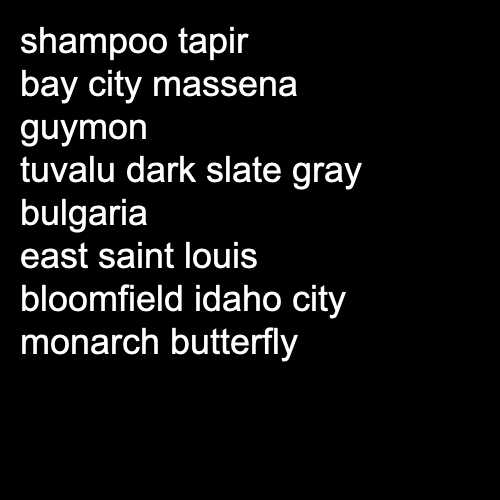 shampoo tapir
bay city massena
guymon
tuvalu dark slate gray
bulgaria
east saint louis
bloomfield idaho city
monarch butterfly